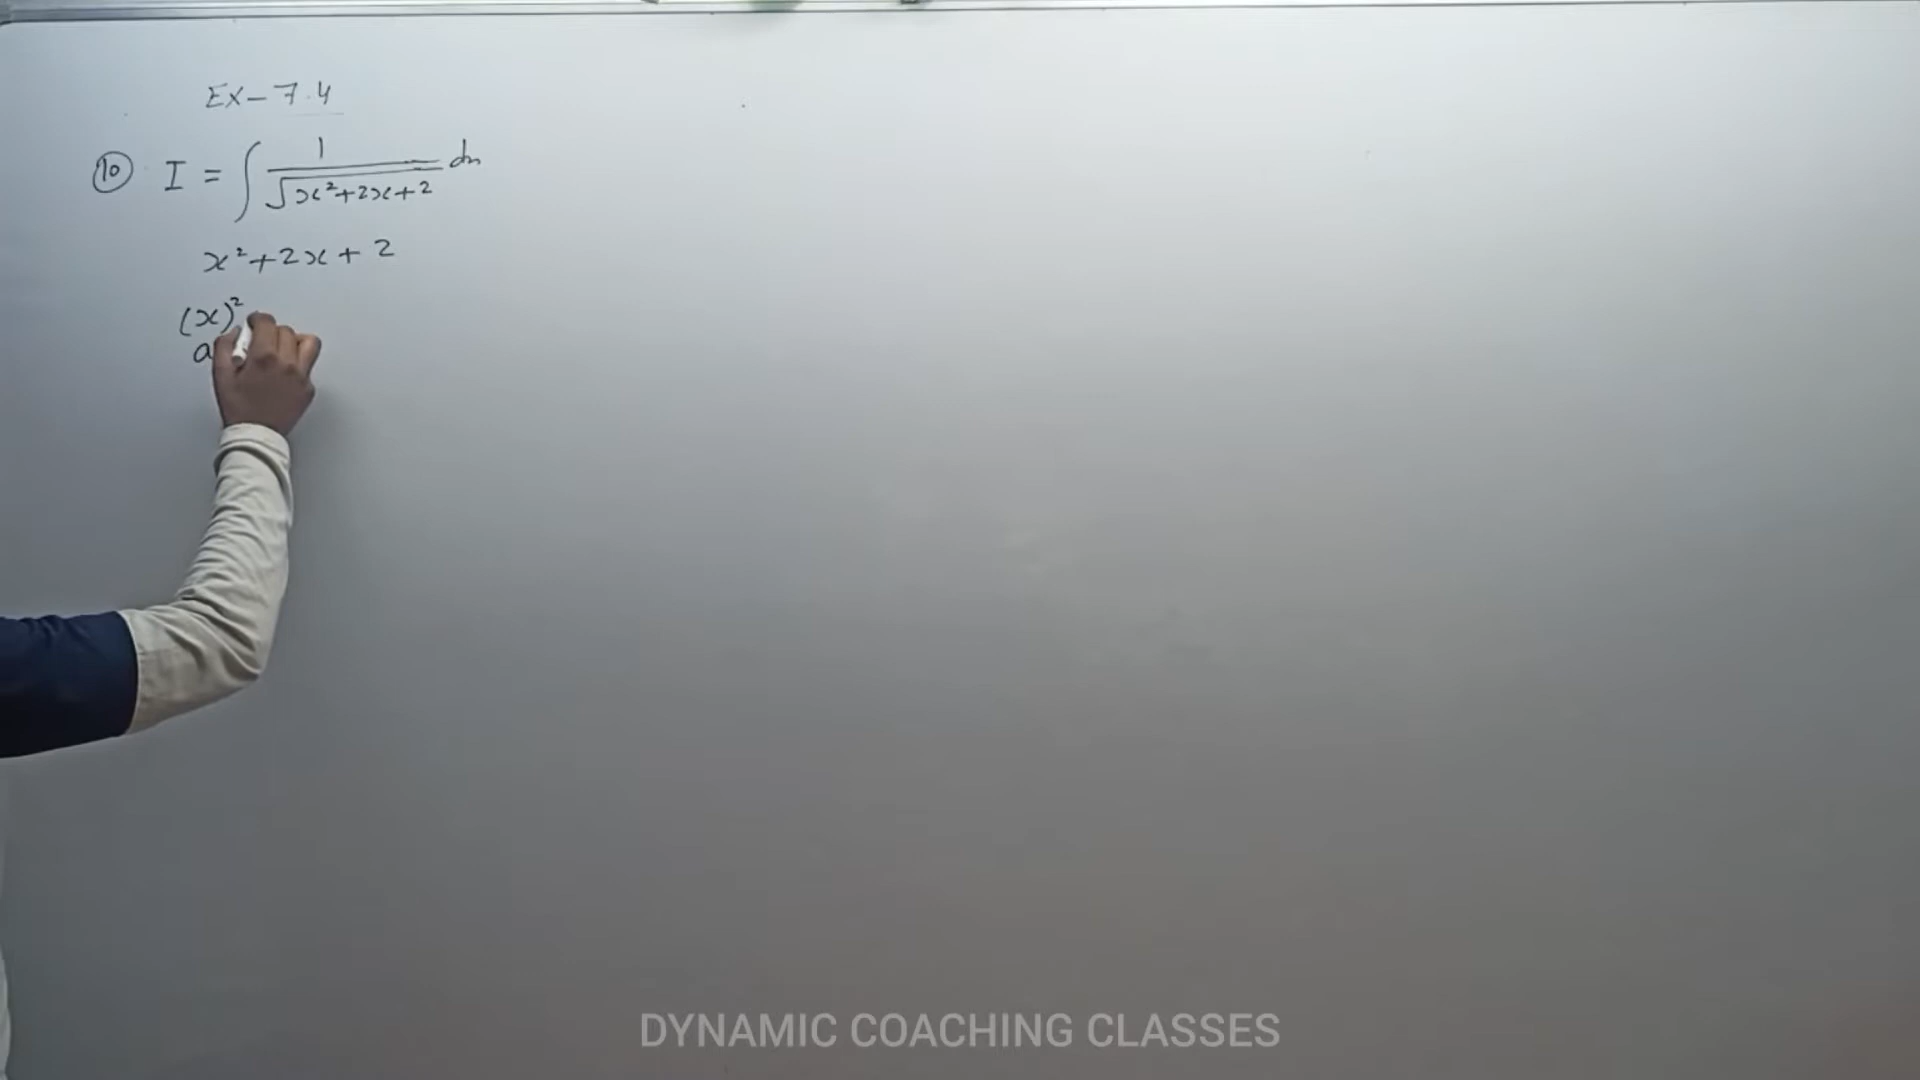 Ex - 7.4
⑩ I = ∫ 1/√(x²+2x+2) dx
x²+2x+2
(x)²
a
DYNAMIC COACHING CLASSES